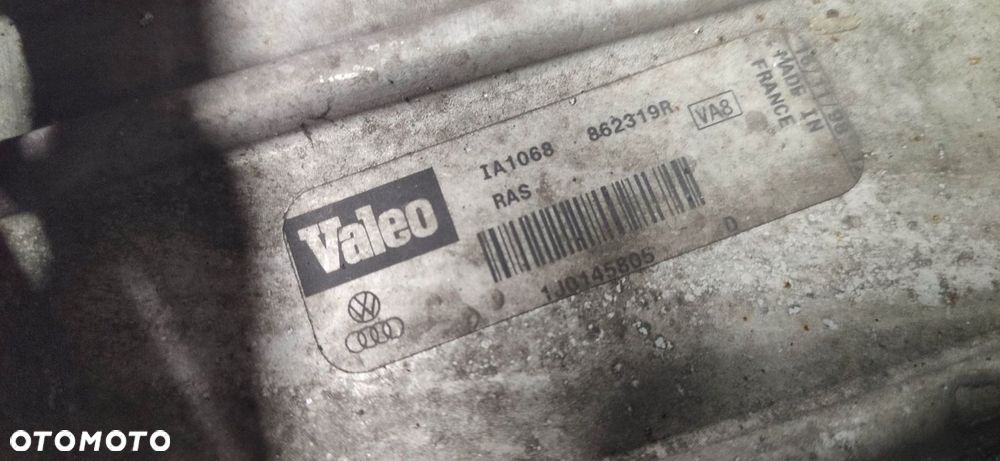 Valeo
IA1068 862319R VA8
RAS
1J0145805 D
MADE IN
FRANCE
OTOMOTO